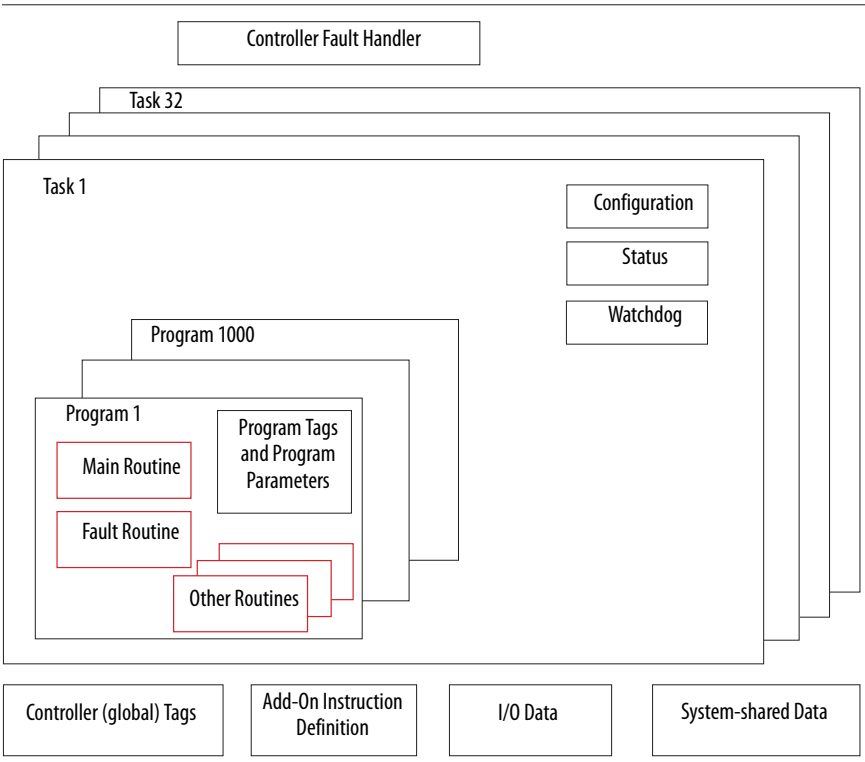 Controller Fault Handler
Task 32
Task 1
Configuration
Status
Watchdog
Program 1000
Program 1
Program Tags
and Program
Parameters
Main Routine
Fault Routine
Other Routines
Controller (global) Tags
Add-On Instruction
Definition
I/O Data
System-shared Data